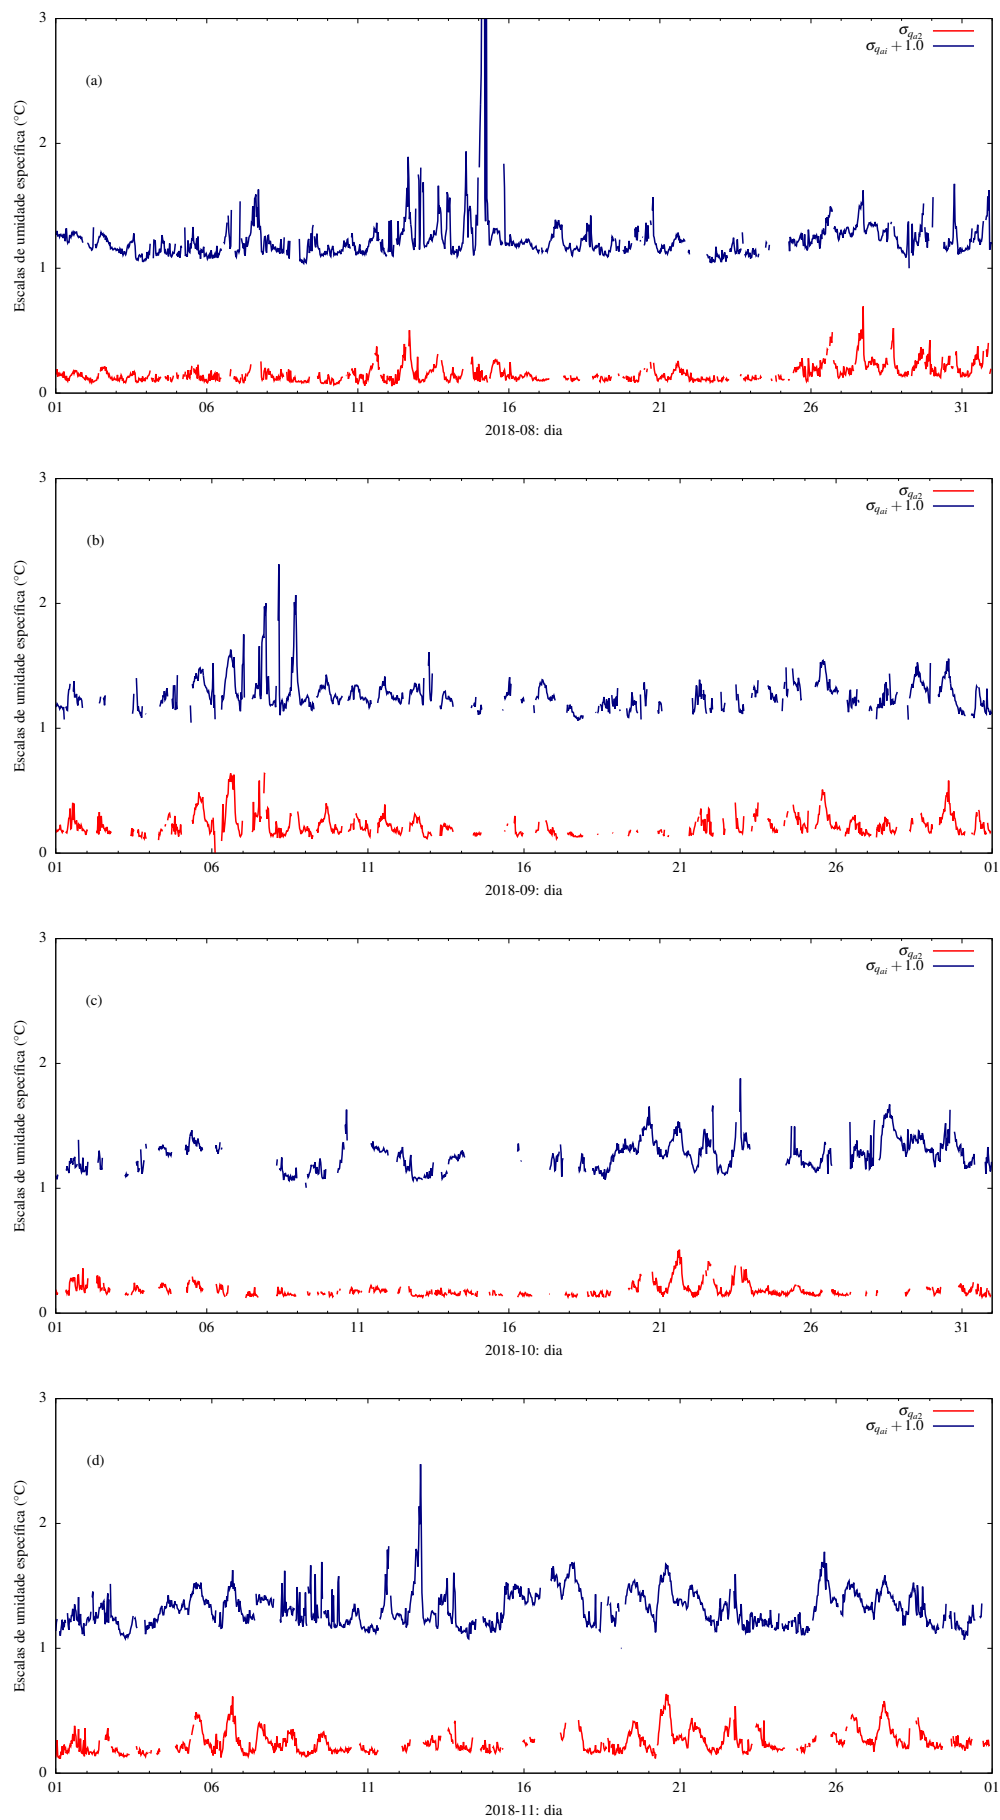 3
σqa2
σqai + 1.0
(a)
2
Escalas de umidade específica (°C)
1
0
01 06 11 16 21 26 31
2018-08: dia
3
σqa2
σqai + 1.0
(b)
2
Escalas de umidade específica (°C)
1
0
01 06 11 16 21 26 01
2018-09: dia
3
σqa2
σqai + 1.0
(c)
2
Escalas de umidade específica (°C)
1
0
01 06 11 16 21 26 31
2018-10: dia
3
σqa2
σqai + 1.0
(d)
2
Escalas de umidade específica (°C)
1
0
01 06 11 16 21 26 01
2018-11: dia